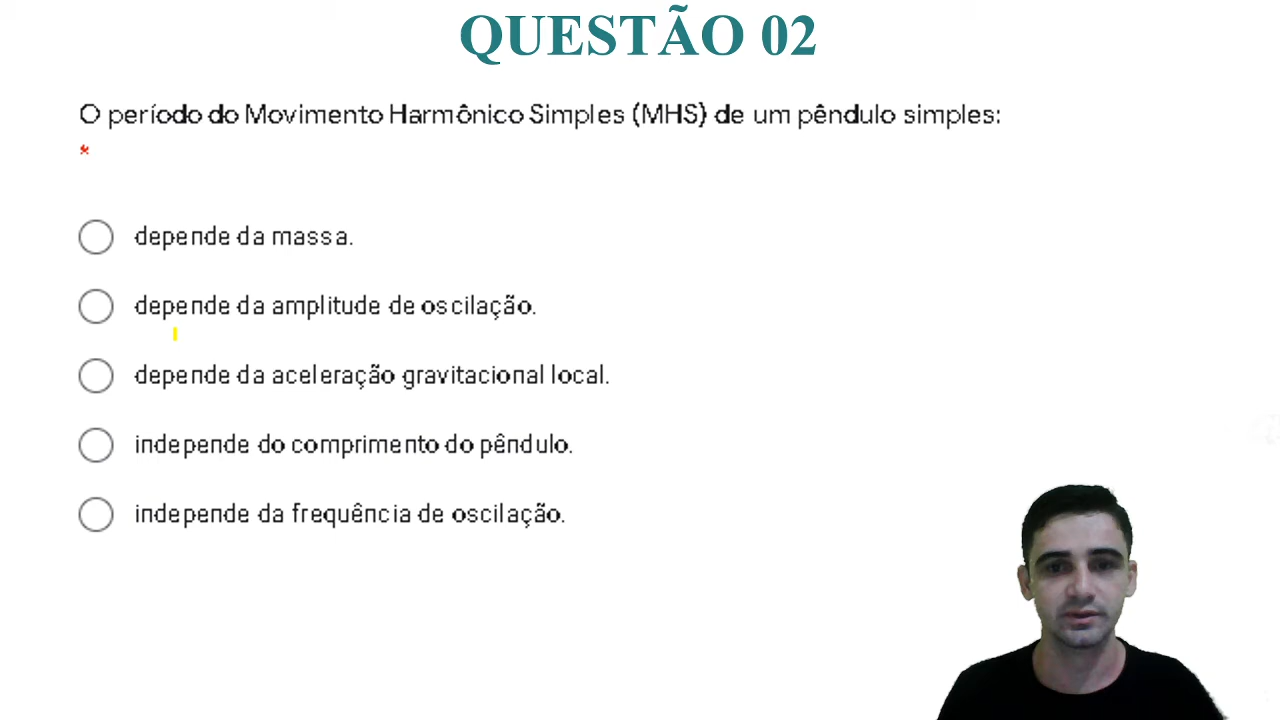 QUESTÃO 02
O período do Movimento Harmônico Simples (MHS) de um pêndulo simples:
*
depende da massa.
depende da amplitude de oscilação.
depende da aceleração gravitacional local.
independe do comprimento do pêndulo.
independe da frequência de oscilação.